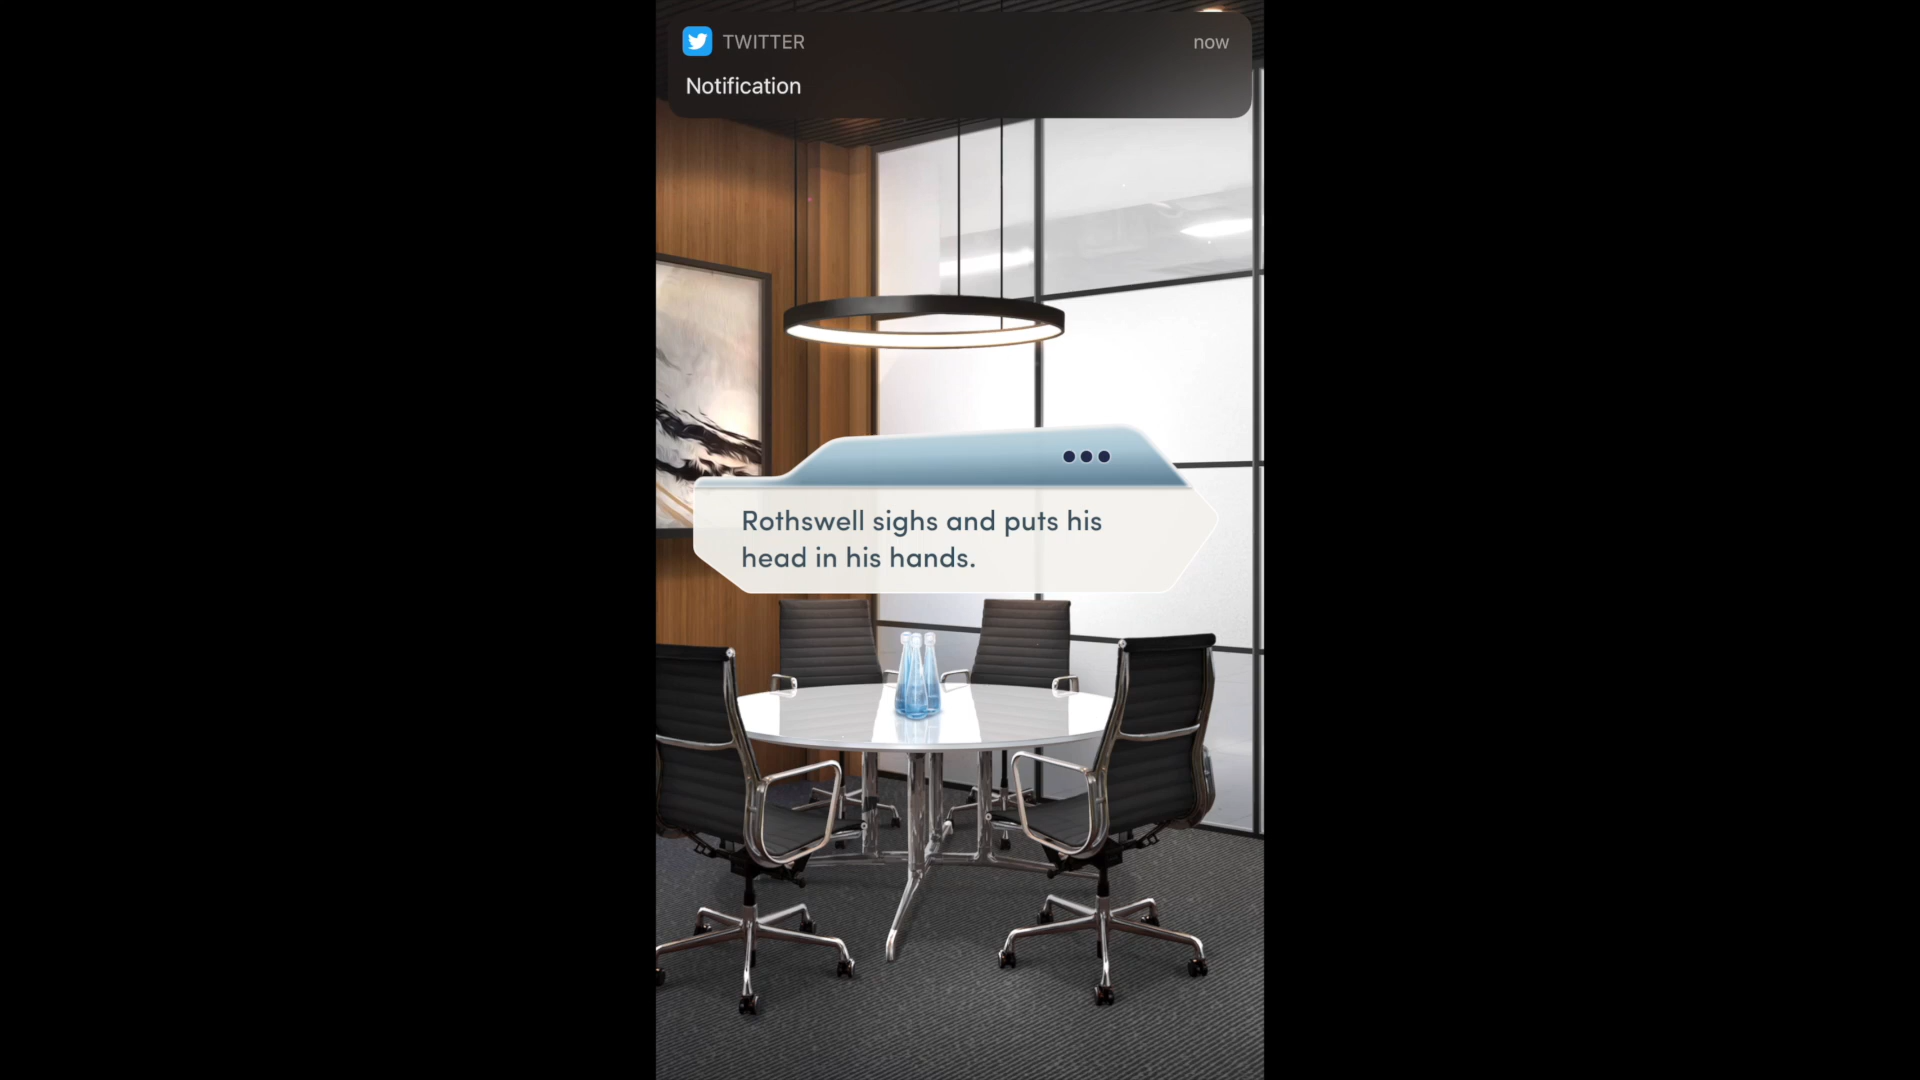 TWITTER
now
Notification
Rothswell sighs and puts his
head in his hands.